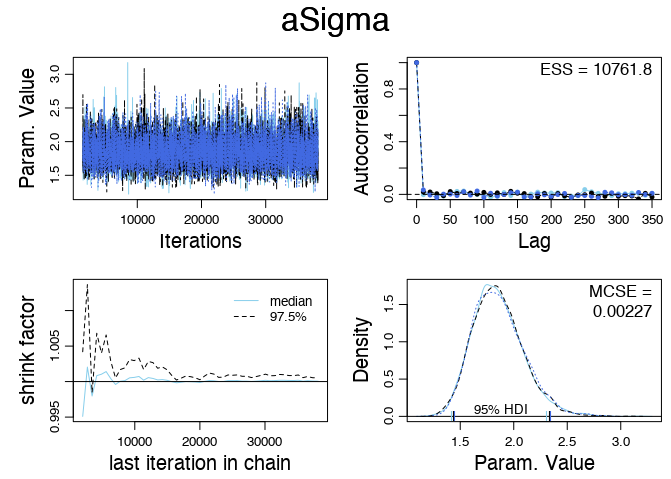 aSigma
Param. Value
1.5 2.0 2.5 3.0
10000 20000 30000
Iterations
Autocorrelation
0.0 0.4 0.8
ESS = 10761.8
0 50 100 150 200 250 300 350
Lag
shrink factor
0.995 1.005
median
97.5%
10000 20000 30000
last iteration in chain
Density
0.0 0.5 1.0 1.5
MCSE =
0.00227
95% HDI
1.5 2.0 2.5 3.0
Param. Value